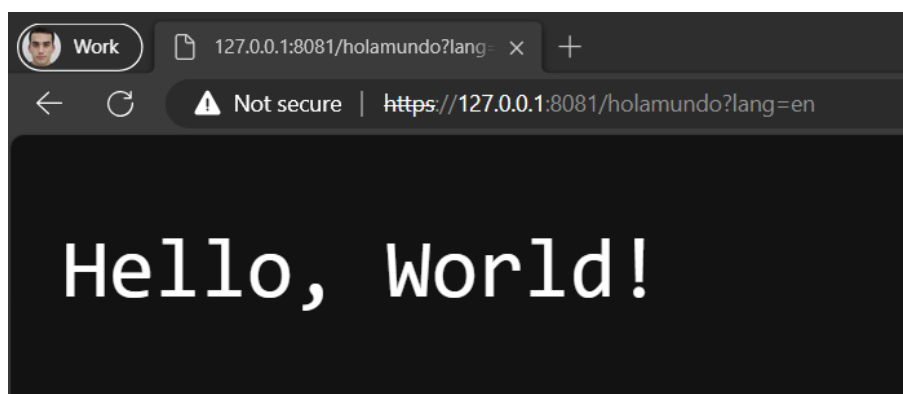 Work
127.0.0.1:8081/holamundo?lang=
Not secure | https://127.0.0.1:8081/holamundo?lang=en
Hello, World!